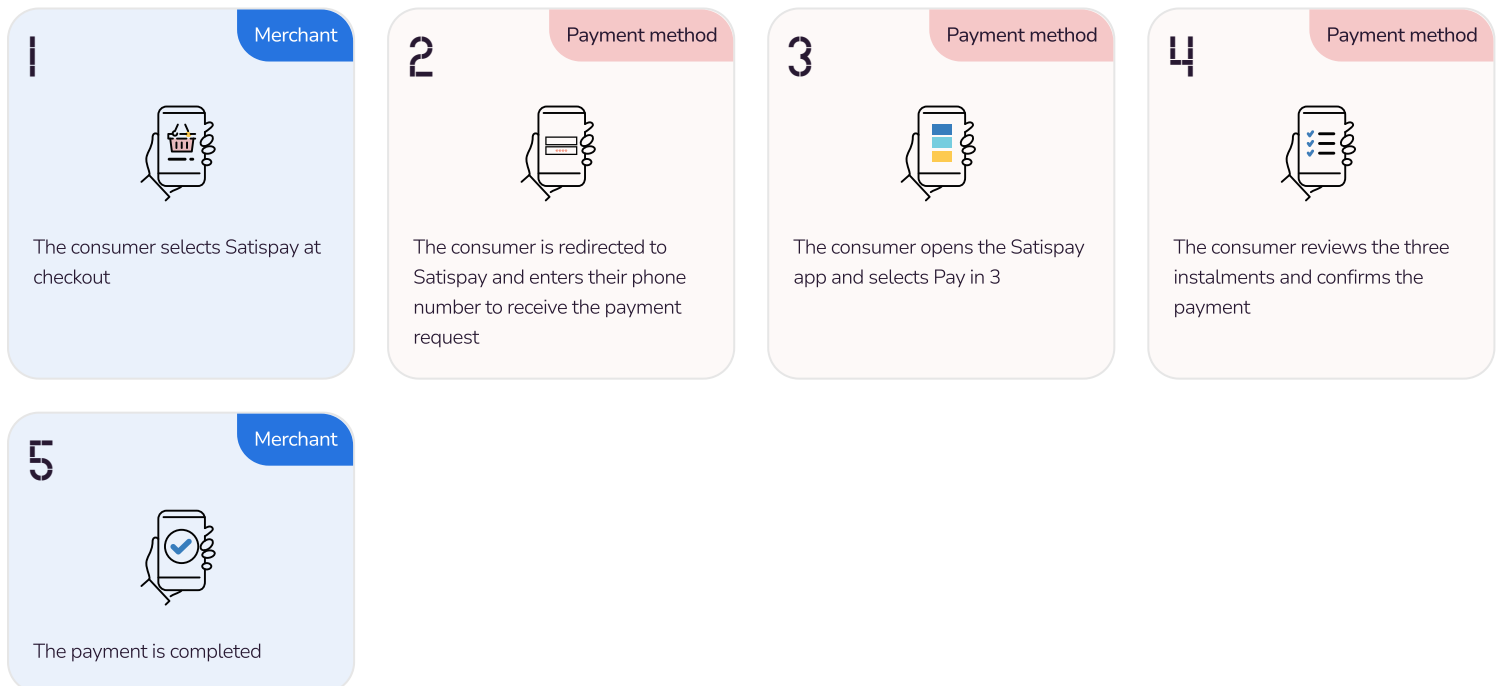 1
Merchant
The consumer selects Satispay at
checkout
2
Payment method
The consumer is redirected to
Satispay and enters their phone
number to receive the payment
request
3
Payment method
The consumer opens the Satispay
app and selects Pay in 3
4
Payment method
The consumer reviews the three
instalments and confirms the
payment
5
Merchant
The payment is completed